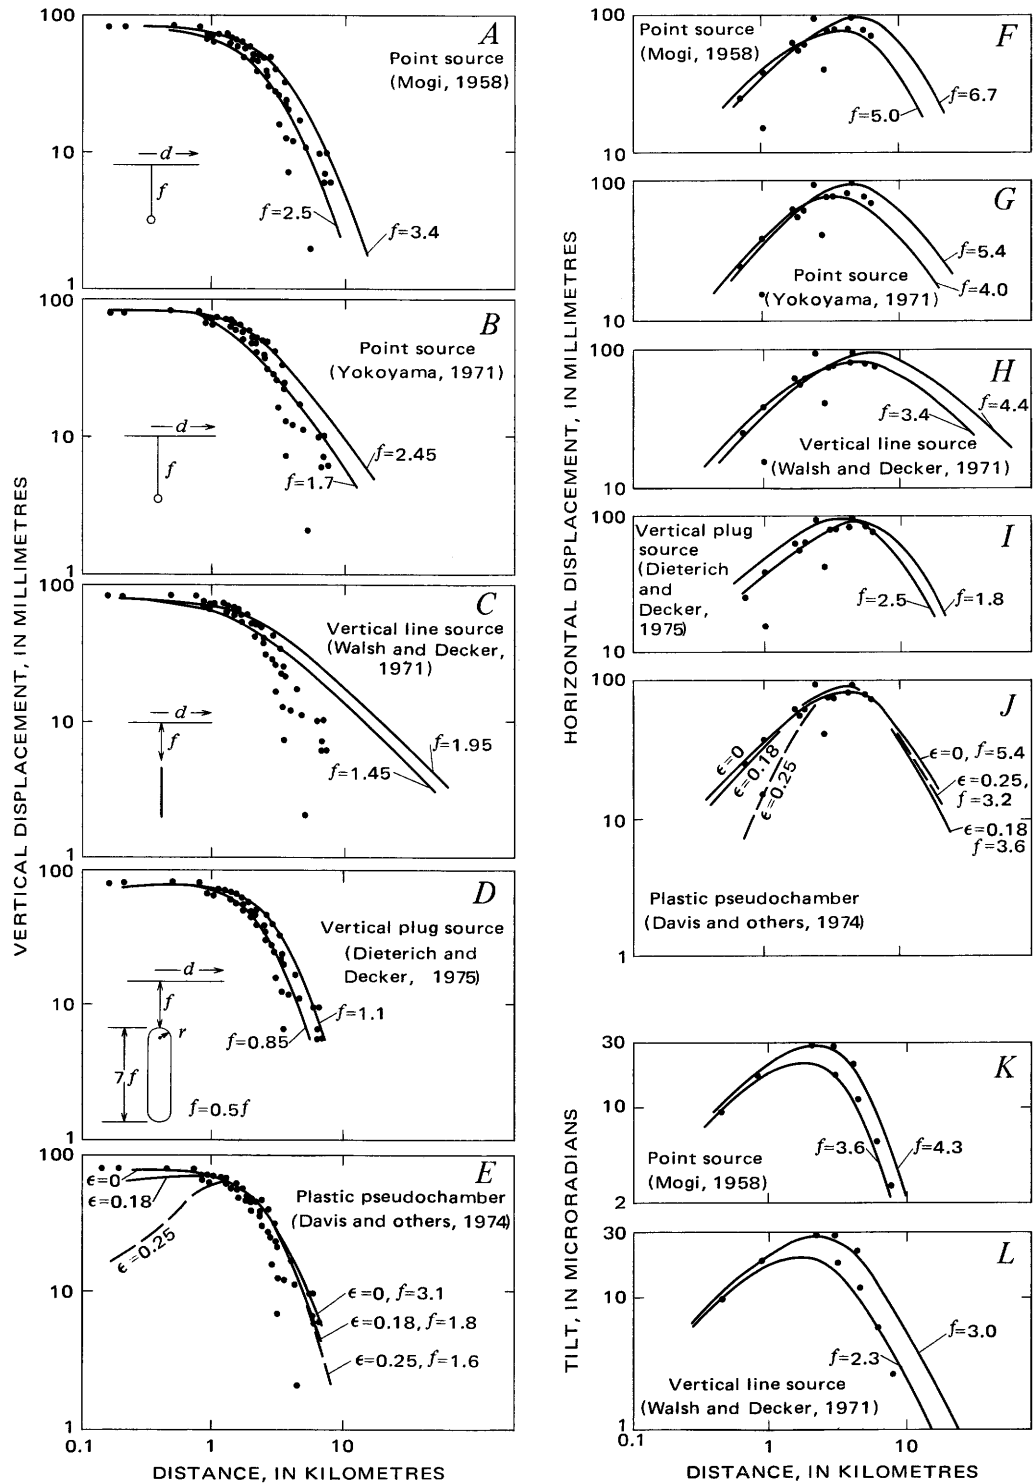 VERTICAL DISPLACEMENT, IN MILLIMETRES
100
A
Point source
(Mogi, 1958)
d
f
10
f=2.5
f=3.4
1
100
B
Point source
(Yokoyama, 1971)
d
f
10
f=2.45
f=1.7
1
100
C
Vertical line source
(Walsh and Decker,
1971)
d
f
10
f=1.95
f=1.45
1
100
D
Vertical plug source
(Dieterich and
Decker, 1975)
d
f
10
r
f=1.1
f=0.85
7f
f=0.5f
1
100
E
ϵ=0
ϵ=0.18
Plastic pseudochamber
(Davis and others, 1974)
ϵ=0.25
10
ϵ=0, f=3.1
ϵ=0.18, f=1.8
ϵ=0.25, f=1.6
1
0.1
1
10
DISTANCE, IN KILOMETRES
HORIZONTAL DISPLACEMENT, IN MILLIMETRES
100
Point source
(Mogi, 1958)
F
f=6.7
f=5.0
10
100
G
f=5.4
Point source
(Yokoyama, 1971)
f=4.0
10
100
H
f=3.4
f=4.4
Vertical line source
(Walsh and Decker, 1971)
10
100
Vertical plug
source
(Dieterich
and
Decker,
1975)
I
f=2.5
f=1.8
10
100
J
ϵ=0
ϵ=0.18
ϵ=0.25
ϵ=0, f=5.4
ϵ=0.25,
f=3.2
10
ϵ=0.18
f=3.6
Plastic pseudochamber
(Davis and others, 1974)
1
TILT, IN MICRORADIANS
30
K
10
f=3.6
f=4.3
Point source
(Mogi, 1958)
2
30
L
10
f=3.0
f=2.3
Vertical line source
(Walsh and Decker, 1971)
1
0.1
1
10
DISTANCE, IN KILOMETRES